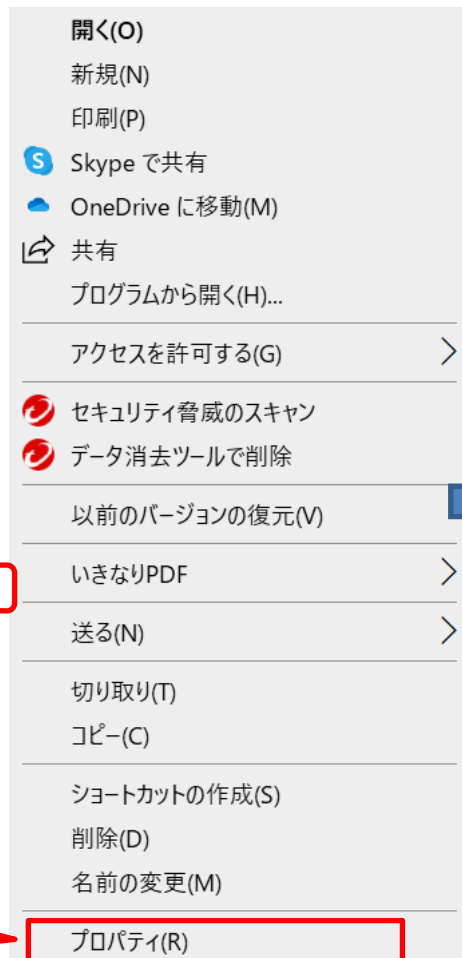 開く(O)
新規(N)
印刷(P)
Skype で共有
OneDrive に移動(M)
共有
プログラムから開く(H)...
アクセスを許可する(G)
セキュリティ脅威のスキャン
データ消去ツールで削除
以前のバージョンの復元(V)
いきなりPDF
送る(N)
切り取り(T)
コピー(C)
ショートカットの作成(S)
削除(D)
名前の変更(M)
プロパティ(R)